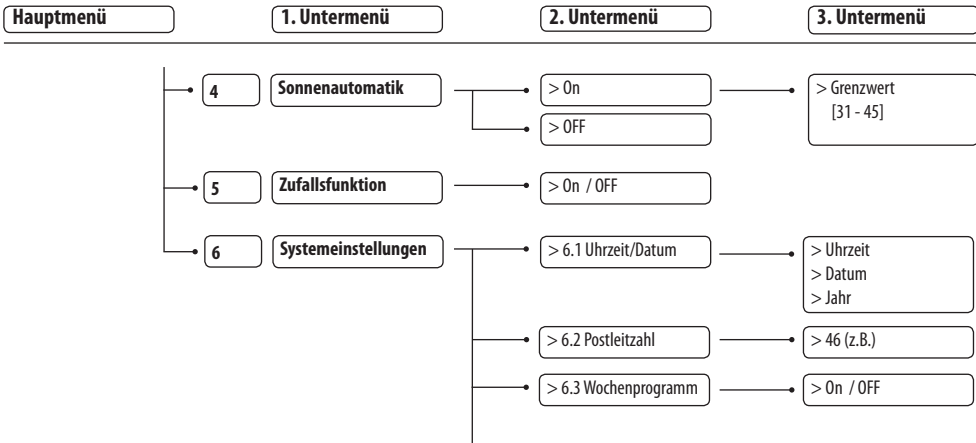 Hauptmenü 1. Untermenü 2. Untermenü 3. Untermenü
4 Sonnenautomatik > On > Grenzwert
[31 - 45]
> OFF
5 Zufallsfunktion > On / OFF
6 Systemeinstellungen > 6.1 Uhrzeit/Datum > Uhrzeit
> Datum
> Jahr
> 6.2 Postleitzahl > 46 (z.B.)
> 6.3 Wochenprogramm > On / OFF